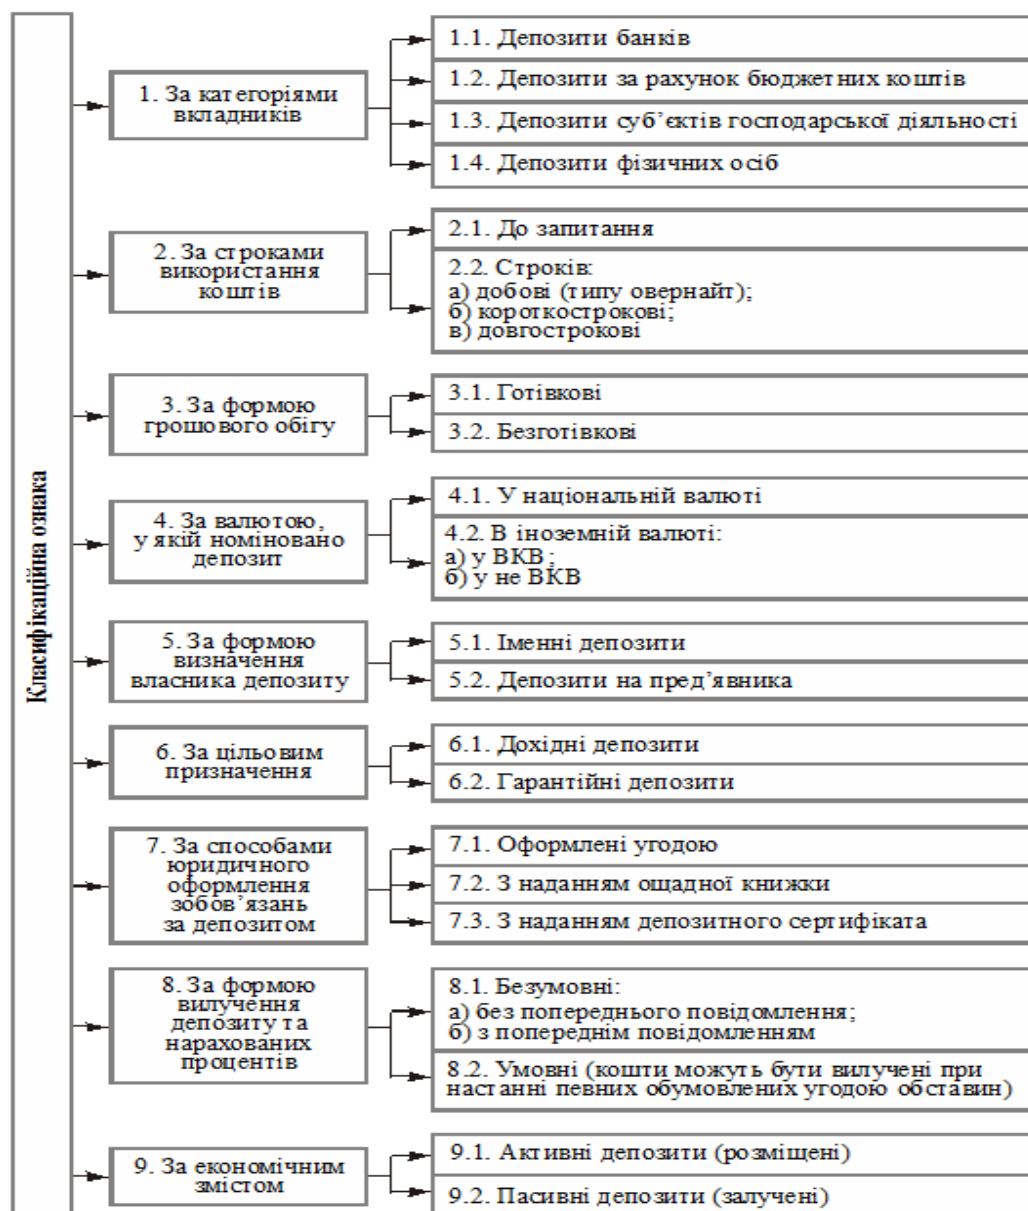 Класифікаційна ознака
1. За категоріями
вкладників
1.1. Депозити банків
1.2. Депозити за рахунок бюджетних коштів
1.3. Депозити суб’єктів господарської діяльності
1.4. Депозити фізичних осіб
2. За строками
використання
коштів
2.1. До запитання
2.2. Строків:
а) добові (типу овернайт);
б) короткострокові;
в) довгострокові
3. За формою
грошового обігу
3.1. Готівкові
3.2. Безготівкові
4. За валютою,
у якій номіновано
депозит
4.1. У національній валюті
4.2. В іноземній валюті:
а) у ВКВ;
б) у не ВКВ
5. За формою
визначення
власника депозиту
5.1. Іменні депозити
5.2. Депозити на пред’явника
6. За цільовим
призначення
6.1. Дохідні депозити
6.2. Гарантійні депозити
7. За способами
юридичного
оформлення
зобов’язань
за депозитом
7.1. Оформлені угодою
7.2. З наданням ощадної книжки
7.3. З наданням депозитного сертифіката
8. За формою
вилучення
депозиту та
нарахованих
процентів
8.1. Безумовні:
а) без попереднього повідомлення;
б) з попереднім повідомленням
8.2. Умовні (кошти можуть бути вилучені при
настанні певних обумовлених угодою обставин)
9. За економічним
змістом
9.1. Активні депозити (розміщені)
9.2. Пасивні депозити (залучені)